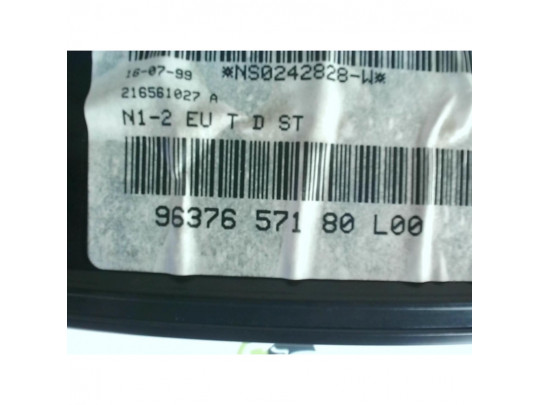 16-07-99 *NS0242828-W*
216561027 A
N1-2 EU T D ST
96376 571 80 L00